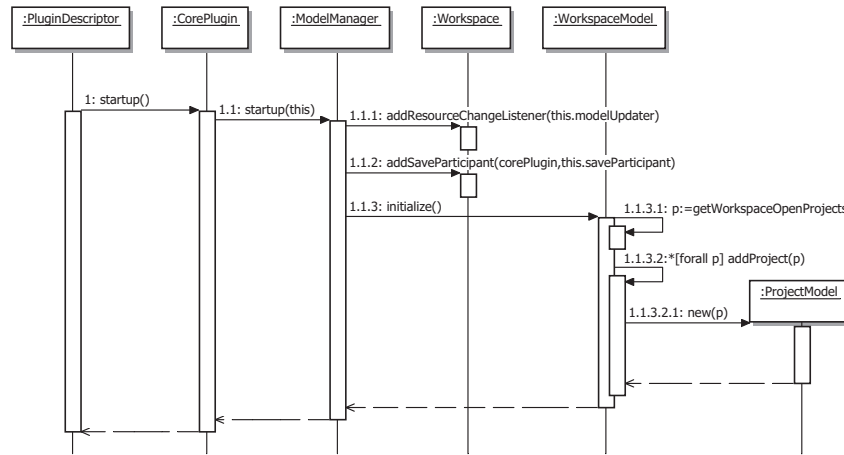 :PluginDescriptor
:CorePlugin
:ModelManager
:Workspace
:WorkspaceModel
1: startup()
1.1: startup(this)
1.1.1: addResourceChangeListener(this.modelUpdater)
1.1.2: addSaveParticipant(corePlugin,this.saveParticipant)
1.1.3: initialize()
1.1.3.1: p:=getWorkspaceOpenProjects
1.1.3.2:*[forall p] addProject(p)
:ProjectModel
1.1.3.2.1: new(p)